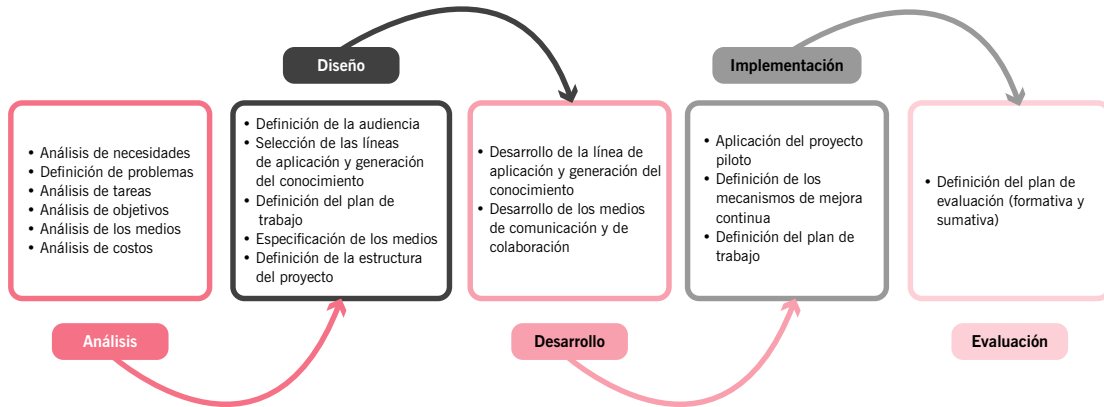 Análisis
• Análisis de necesidades
• Definición de problemas
• Análisis de tareas
• Análisis de objetivos
• Análisis de los medios
• Análisis de costos
Diseño
• Definición de la audiencia
• Selección de las líneas
de aplicación y generación
del conocimiento
• Definición del plan de
trabajo
• Especificación de los medios
• Definición de la estructura
del proyecto
Desarrollo
• Desarrollo de la línea de
aplicación y generación del
conocimiento
• Desarrollo de los medios
de comunicación y de
colaboración
Implementación
• Aplicación del proyecto
piloto
• Definición de los
mecanismos de mejora
continua
• Definición del plan de
trabajo
Evaluación
• Definición del plan de
evaluación (formativa y
sumativa)